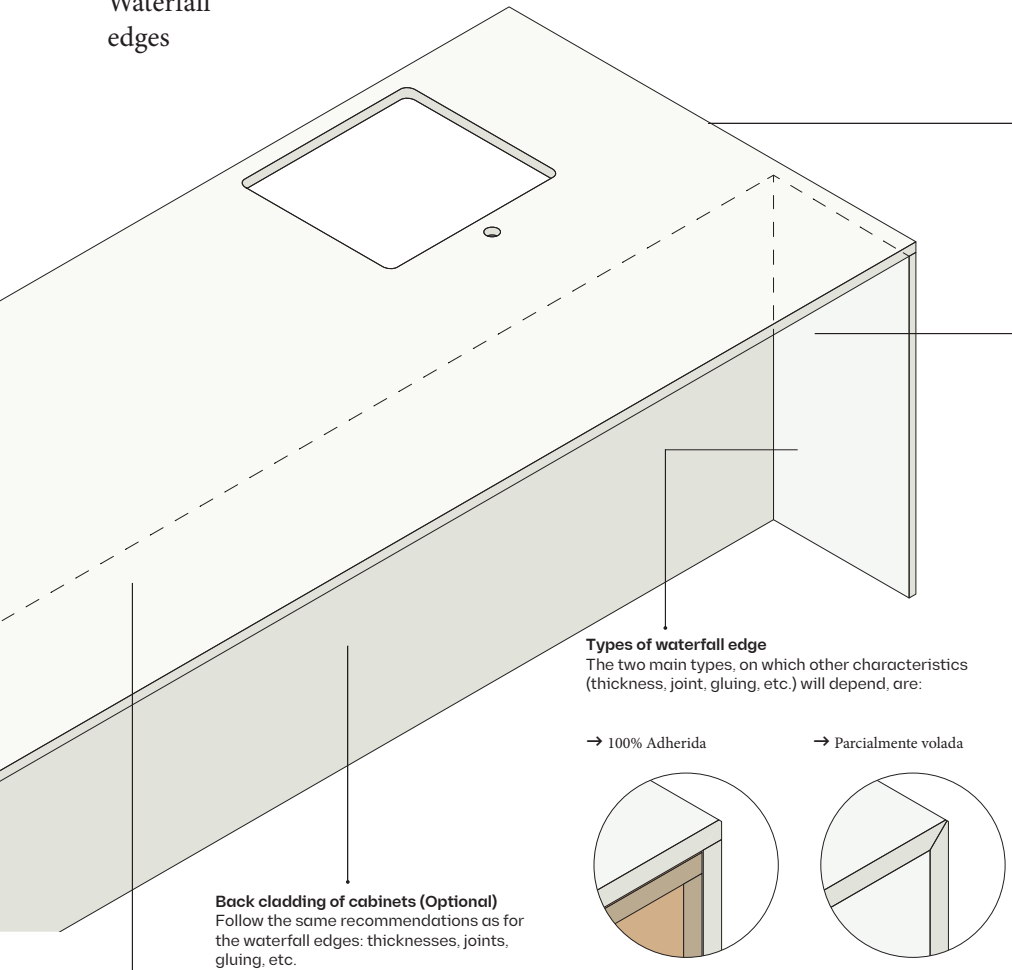 Waterfall
edges
Types of waterfall edge
The two main types, on which other characteristics
(thickness, joint, gluing, etc.) will depend, are:
→ 100% Adherida
→ Parcialmente volada
Back cladding of cabinets (Optional)
Follow the same recommendations as for
the waterfall edges: thicknesses, joints,
gluing, etc.